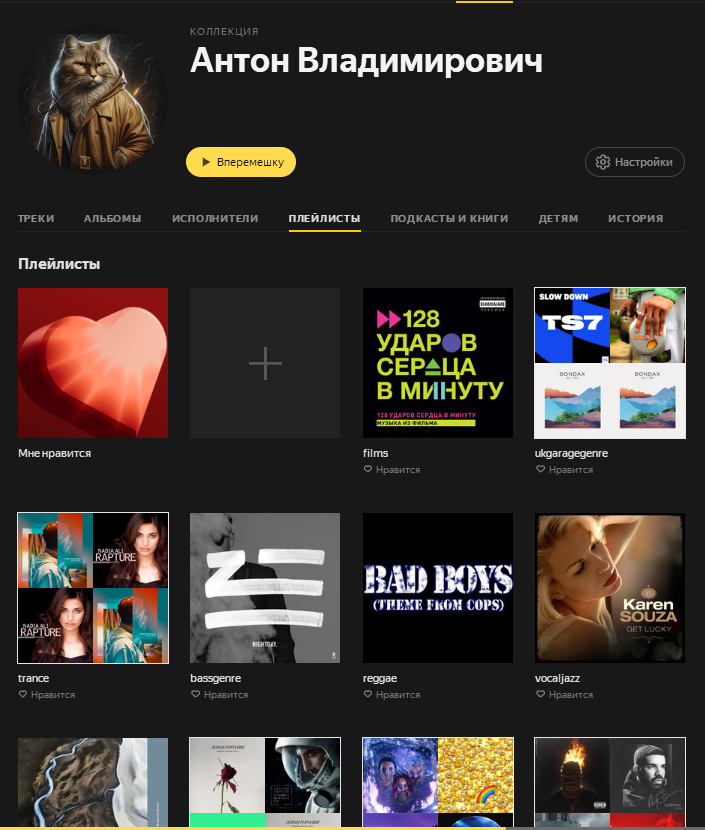 КОЛЛЕКЦИЯ
Антон Владимирович
Вперемешку
Настройки
ТРЕКИ АЛЬБОМЫ ИСПОЛНИТЕЛИ ПЛЕЙЛИСТЫ ПОДКАСТЫ И КНИГИ ДЕТЯМ ИСТОРИЯ
Плейлисты
ВНИМАНИЕ
128
УДАРОВ
СЕРДЦА
В МИНУТУ
128 УДАРОВ СЕРДЦА В МИНУТУ
МУЗЫКА ИЗ ФИЛЬМА
SLOW DOWN
TS7
BONDAX
BONDAX
Мне нравится
films
Нравится
ukgaragegenre
Нравится
NADIA ALI
RAPTURE
NADIA ALI
RAPTURE
NIGHTDAY.
BAD BOYS
(THEME FROM COPS)
Karen
SOUZA
GET LUCKY
trance
Нравится
bassgenre
Нравится
reggae
Нравится
vocaljazz
Нравится